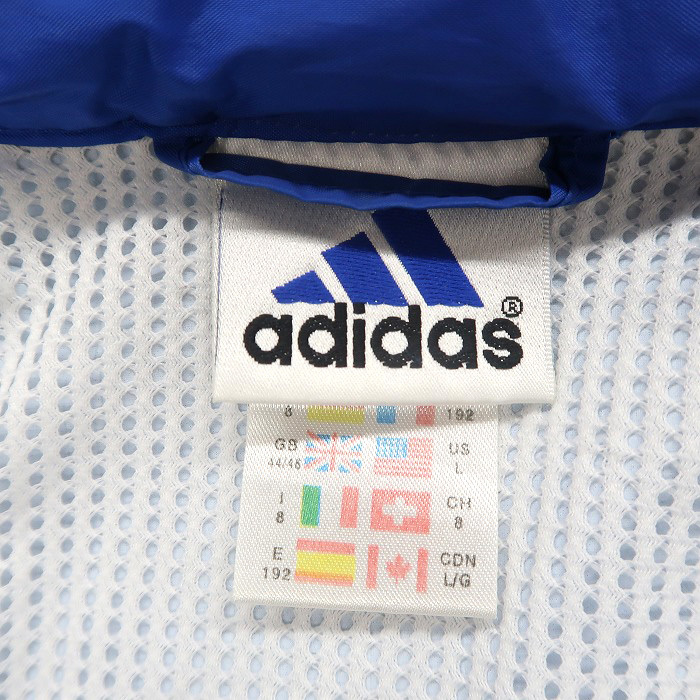 adidas®
8 192
GB US
44/46 L
I CH
8 8
E CDN
192 L/G